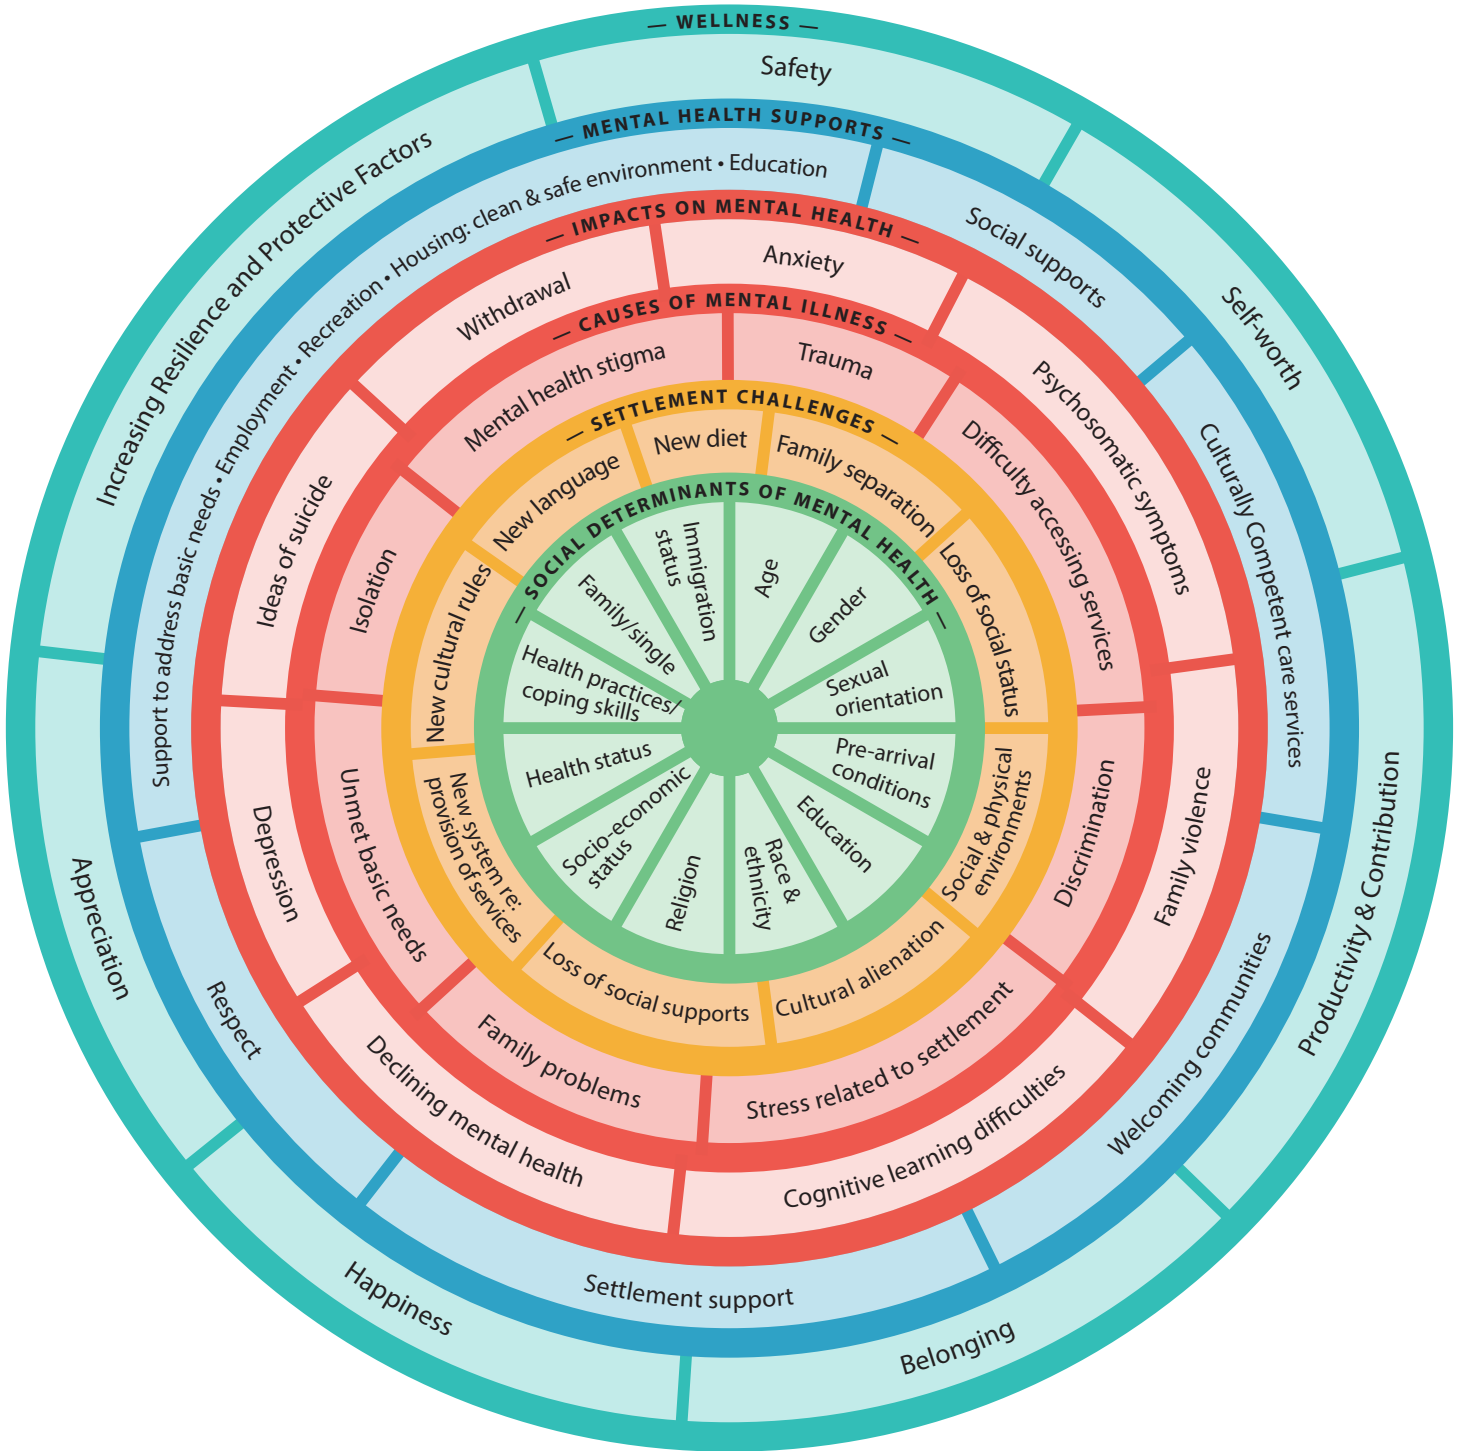 — WELLNESS —
Safety
Self-worth
Productivity & Contribution
Belonging
Happiness
Appreciation
Increasing Resilience and Protective Factors
— MENTAL HEALTH SUPPORTS —
Support to address basic needs • Employment • Recreation • Housing: clean & safe environment • Education
Social supports
Culturally Competent care services
Welcoming communities
Settlement support
Respect
— IMPACTS ON MENTAL HEALTH —
Anxiety
Psychosomatic symptoms
Family violence
Cognitive learning difficulties
Declining mental health
Depression
Ideas of suicide
Withdrawal
— CAUSES OF MENTAL ILLNESS —
Trauma
Difficulty accessing services
Discrimination
Stress related to settlement
Family problems
Unmet basic needs
Isolation
Mental health stigma
— SETTLEMENT CHALLENGES —
New diet
Family separation
Loss of social status
Social & physical
environments
Cultural alienation
Loss of social supports
New system re:
provision of services
New cultural rules
New language
— SOCIAL DETERMINANTS OF MENTAL HEALTH —
Age
Gender
Sexual
orientation
Pre-arrival
conditions
Education
Race &
ethnicity
Religion
Socio-economic
status
Health status
Health practices/
coping skills
Family/single
Immigration
status